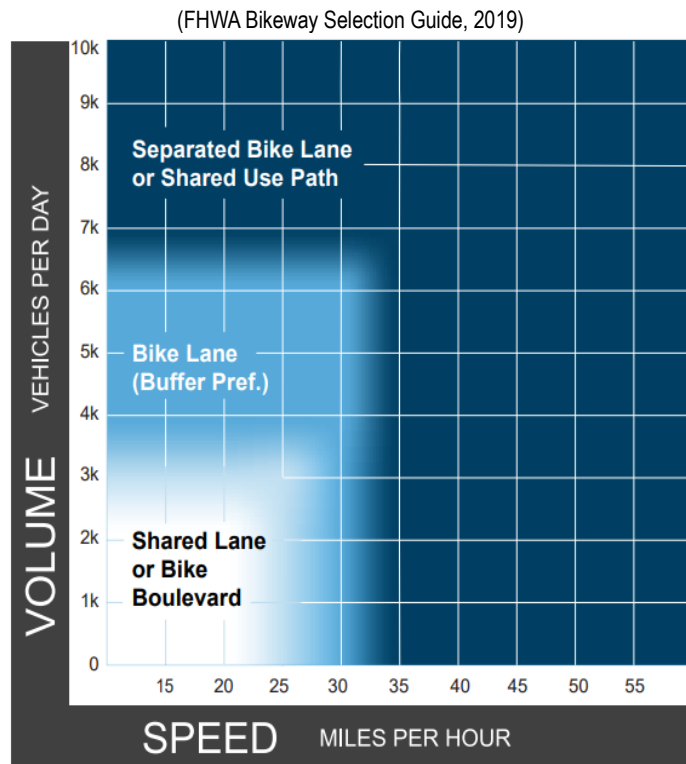 (FHWA Bikeway Selection Guide, 2019)
10k
9k
8k
7k
6k
5k
4k
3k
2k
1k
0
Separated Bike Lane
or Shared Use Path
Bike Lane
(Buffer Pref.)
Shared Lane
or Bike
Boulevard
VOLUME VEHICLES PER DAY
15 20 25 30 35 40 45 50 55
SPEED MILES PER HOUR